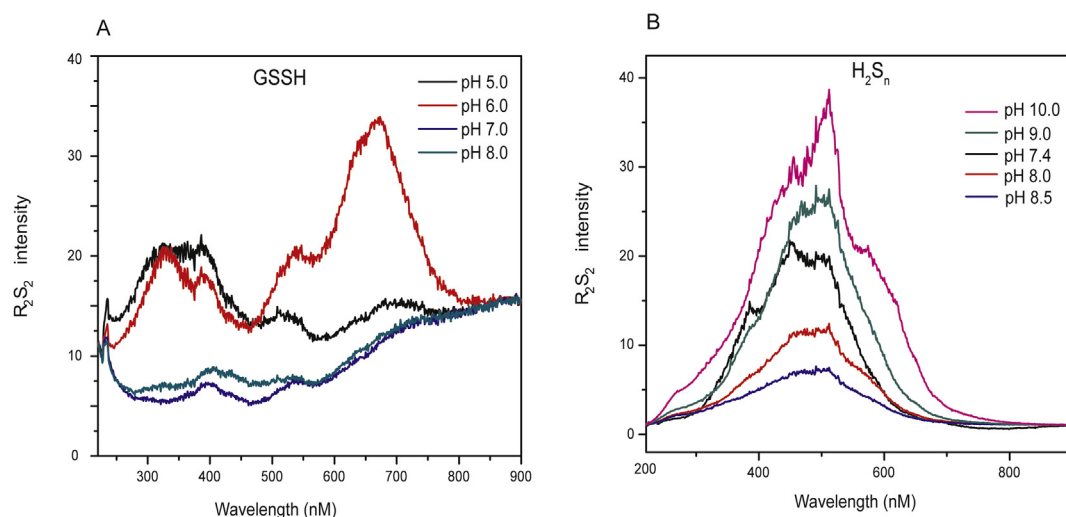 A
GSSH
pH 5.0
pH 6.0
pH 7.0
pH 8.0
40
30
20
10
0
R₂S₂ intensity
300 400 500 600 700 800 900
Wavelength (nM)
B
H₂Sₙ
pH 10.0
pH 9.0
pH 7.4
pH 8.0
pH 8.5
40
30
20
10
0
R₂S₂ intensity
200 400 600 800
Wavelength (nM)